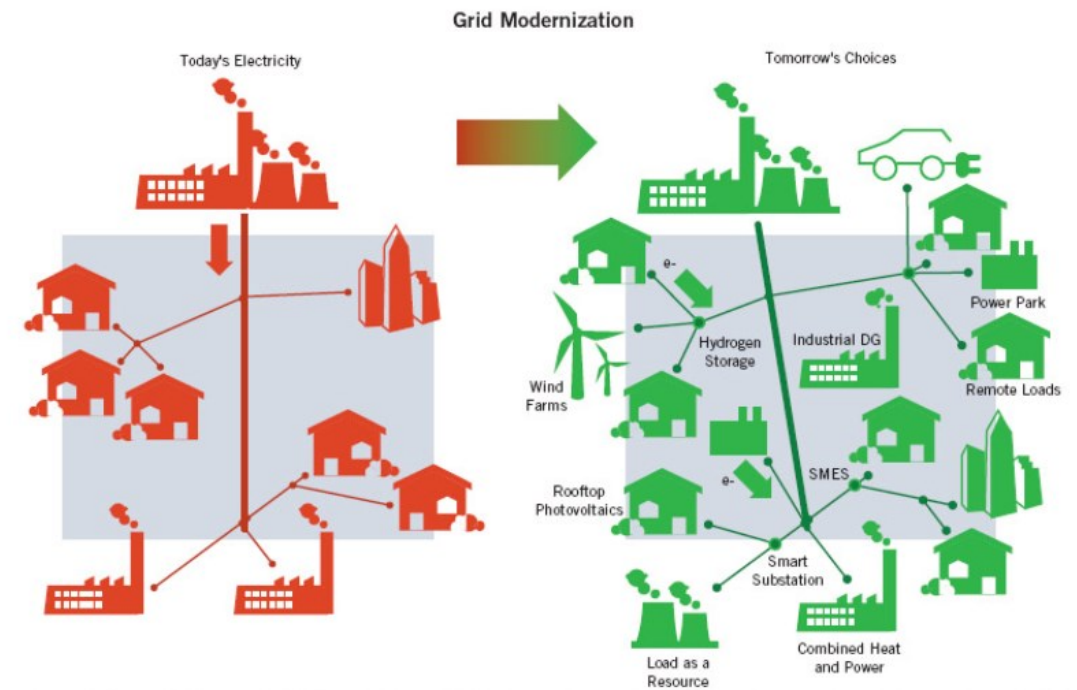 Grid Modernization
Today's Electricity
Tomorrow's Choices
e-
Power Park
Hydrogen
Storage
Industrial DG
Wind
Farms
Remote Loads
SMES
e-
Rooftop
Photovoltaics
Smart
Substation
Combined Heat
and Power
Load as a
Resource